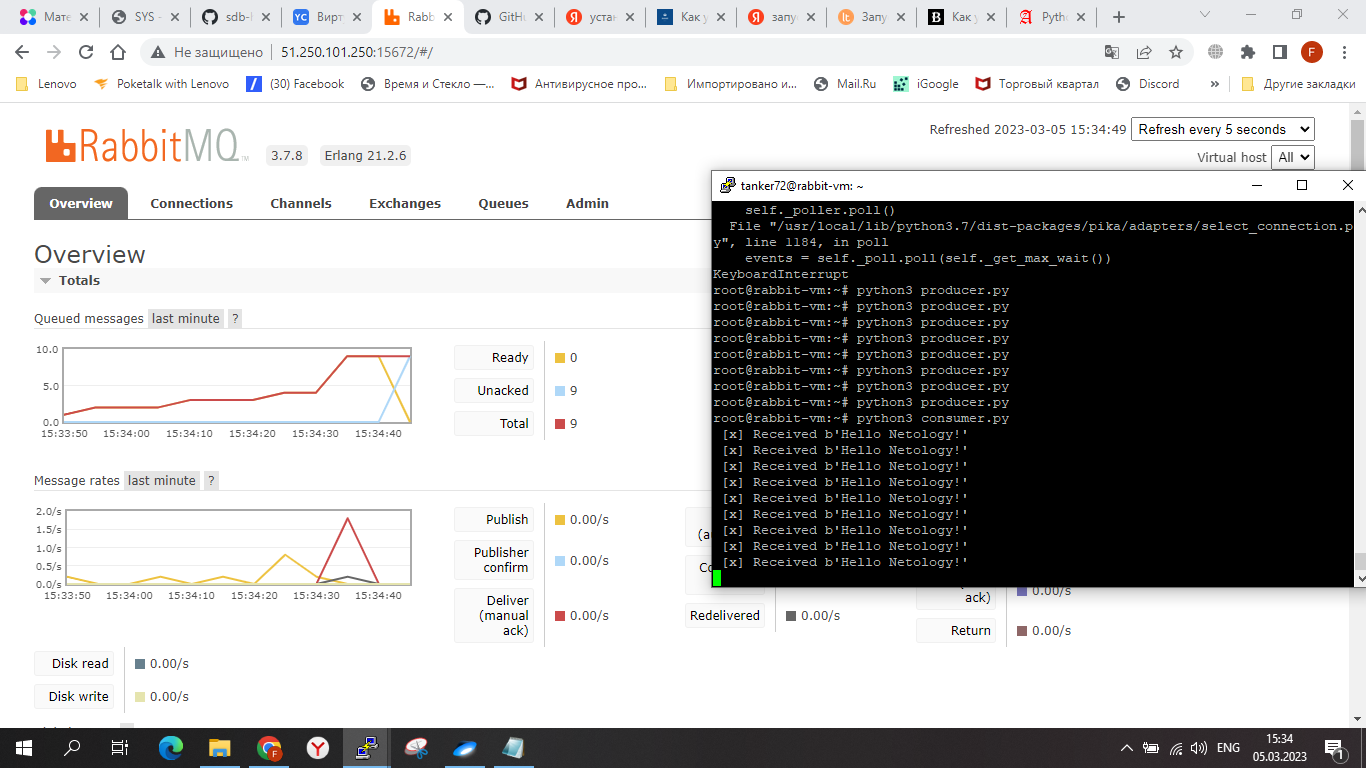 Мате
SYS -
sdb-
Вирт
Rabb
GitHu
устан
Как у
запус
Запу
Как у
Pytho
Не защищено
51.250.101.250:15672/#/
F
Lenovo
Poketalk with Lenovo
(30) Facebook
Время и Стекло —...
Антивирусное про...
Импортировано и...
Mail.Ru
iGoogle
Торговый квартал
Discord
»
Другие закладки
RabbitMQ
TM
3.7.8
Erlang 21.2.6
Refreshed 2023-03-05 15:34:49
Refresh every 5 seconds
Virtual host
All
Overview
Connections
Channels
Exchanges
Queues
Admin
Overview
Totals
Queued messages last minute ?
10.0
5.0
0.0
15:33:50 15:34:00 15:34:10 15:34:20 15:34:30 15:34:40
Ready 0
Unacked 9
Total 9
Message rates last minute ?
2.0/s
1.5/s
1.0/s
0.5/s
0.0/s
15:33:50 15:34:00 15:34:10 15:34:20 15:34:30 15:34:40
Publish 0.00/s
Publisher
confirm
0.00/s
Deliver
(manual
ack)
0.00/s
(a
Co
Redelivered 0.00/s
ack)
0.00/s
Return 0.00/s
Disk read 0.00/s
Disk write 0.00/s
tanker72@rabbit-vm: ~
self._poller.poll()
File "/usr/local/lib/python3.7/dist-packages/pika/adapters/select_connection.p
y", line 1184, in poll
events = self._poll.poll(self._get_max_wait())
KeyboardInterrupt
root@rabbit-vm:~# python3 producer.py
root@rabbit-vm:~# python3 producer.py
root@rabbit-vm:~# python3 producer.py
root@rabbit-vm:~# python3 producer.py
root@rabbit-vm:~# python3 producer.py
root@rabbit-vm:~# python3 producer.py
root@rabbit-vm:~# python3 producer.py
root@rabbit-vm:~# python3 producer.py
root@rabbit-vm:~# python3 consumer.py
[x] Received b'Hello Netology!'
[x] Received b'Hello Netology!'
[x] Received b'Hello Netology!'
[x] Received b'Hello Netology!'
[x] Received b'Hello Netology!'
[x] Received b'Hello Netology!'
[x] Received b'Hello Netology!'
[x] Received b'Hello Netology!'
[x] Received b'Hello Netology!'
ENG
15:34
05.03.2023
1